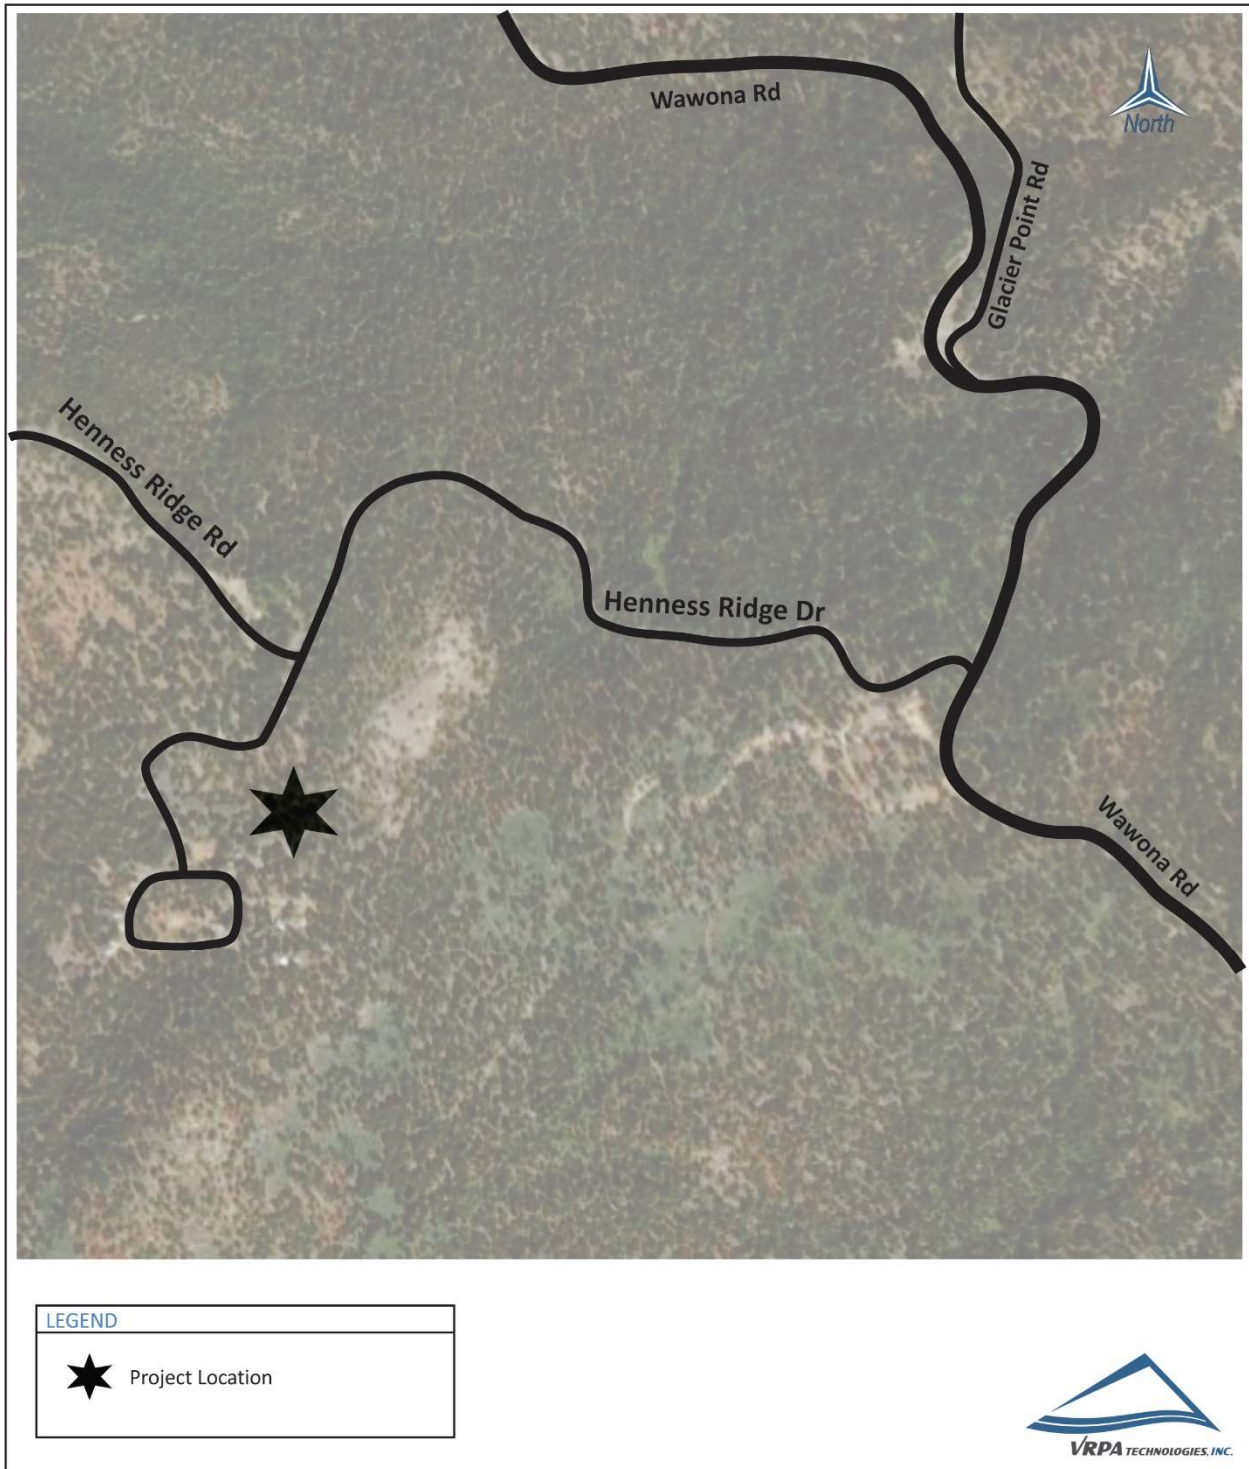 Wawona Rd
North
Glacier Point Rd
Henness Ridge Rd
Henness Ridge Dr
Wawona Rd
LEGEND
Project Location
VRPA TECHNOLOGIES, INC.